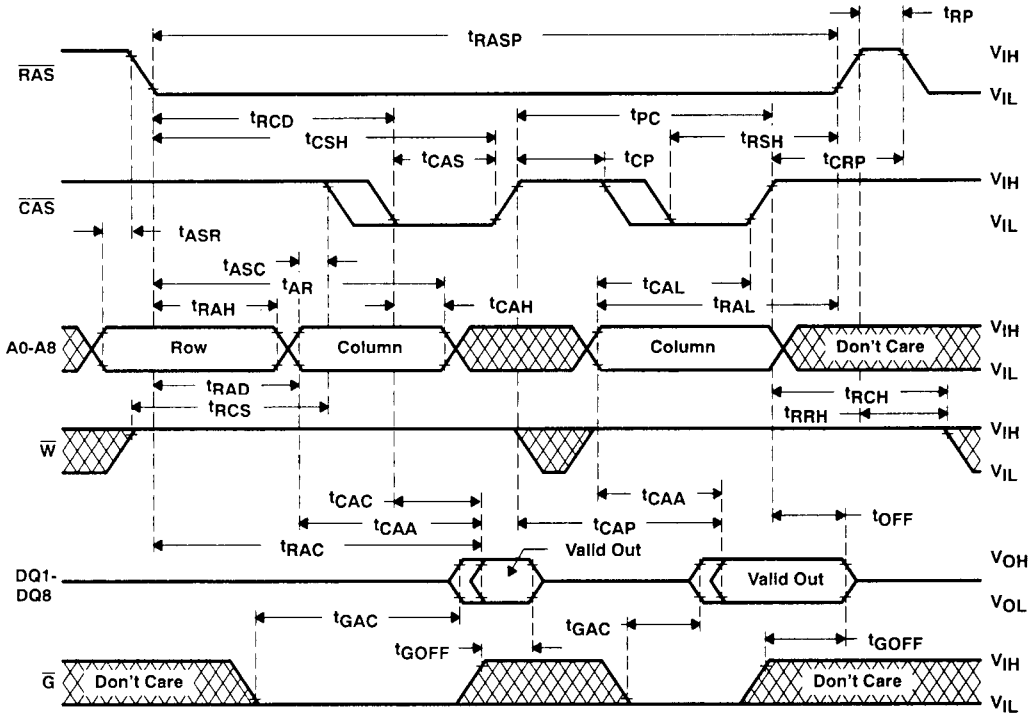 tRP
tRASP
RAS
VIH
VIL
tRCD
tPC
tCSH
tRSH
tCAS
tCP
tCRP
CAS
VIH
VIL
tASR
tASC
tAR
tCAL
tRAH
tCAH
tRAL
A0-A8
Row
Column
Column
Don't Care
VIH
VIL
tRAD
tRCH
tRCS
tRRH
W
VIH
VIL
tCAC
tCAA
tCAA
tCAP
tOFF
tRAC
Valid Out
DQ1-
DQ8
Valid Out
VOH
VOL
tGAC
tGAC
tGOFF
tGOFF
G
Don't Care
Don't Care
VIH
VIL